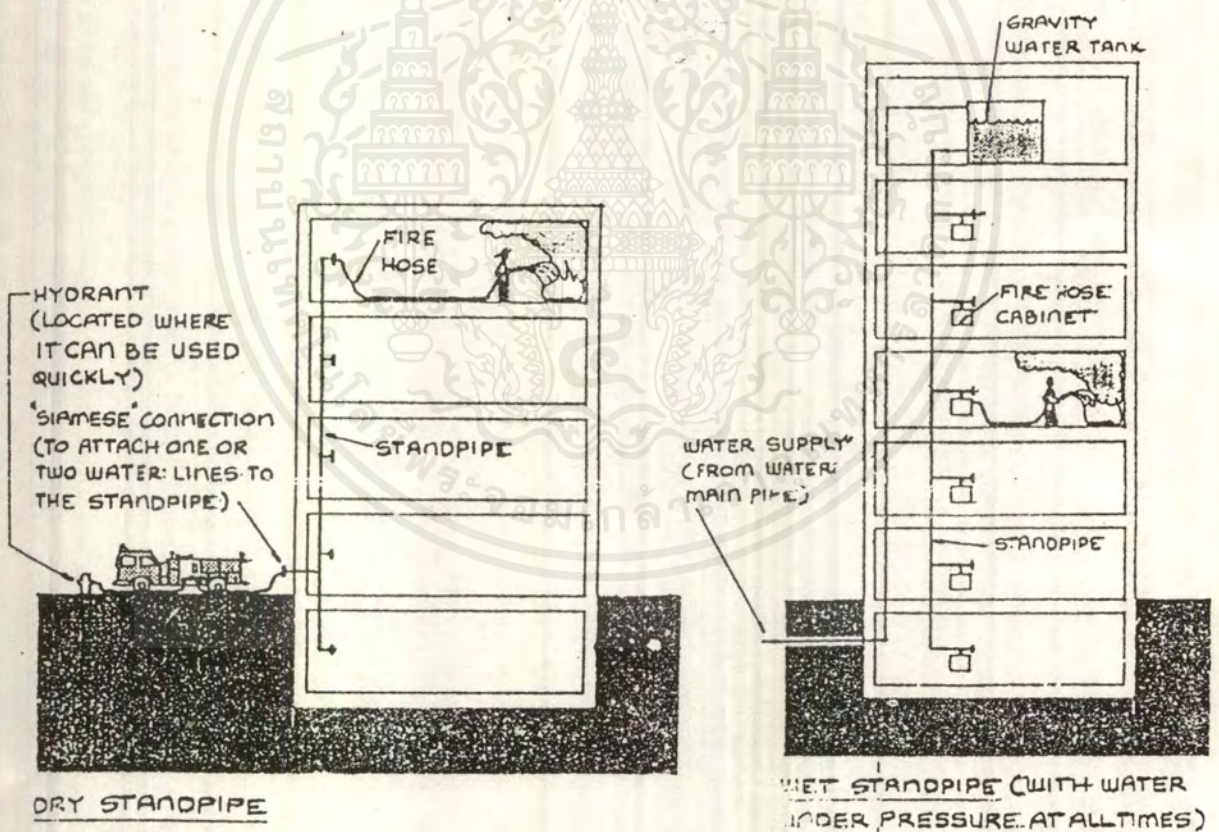 GRAVITY
WATER TANK
FIRE
HOSE
HYDRANT
(LOCATED WHERE
IT CAN BE USED
QUICKLY)
"SIAMESE" CONNECTION
(TO ATTACH ONE OR
TWO WATER LINES TO
THE STANDPIPE)
STANDPIPE
FIRE HOSE
CABINET
WATER SUPPLY
(FROM WATER
MAIN PIPE)
STANDPIPE
DRY STANDPIPE
WET STANDPIPE (WITH WATER
UNDER PRESSURE AT ALL TIMES)